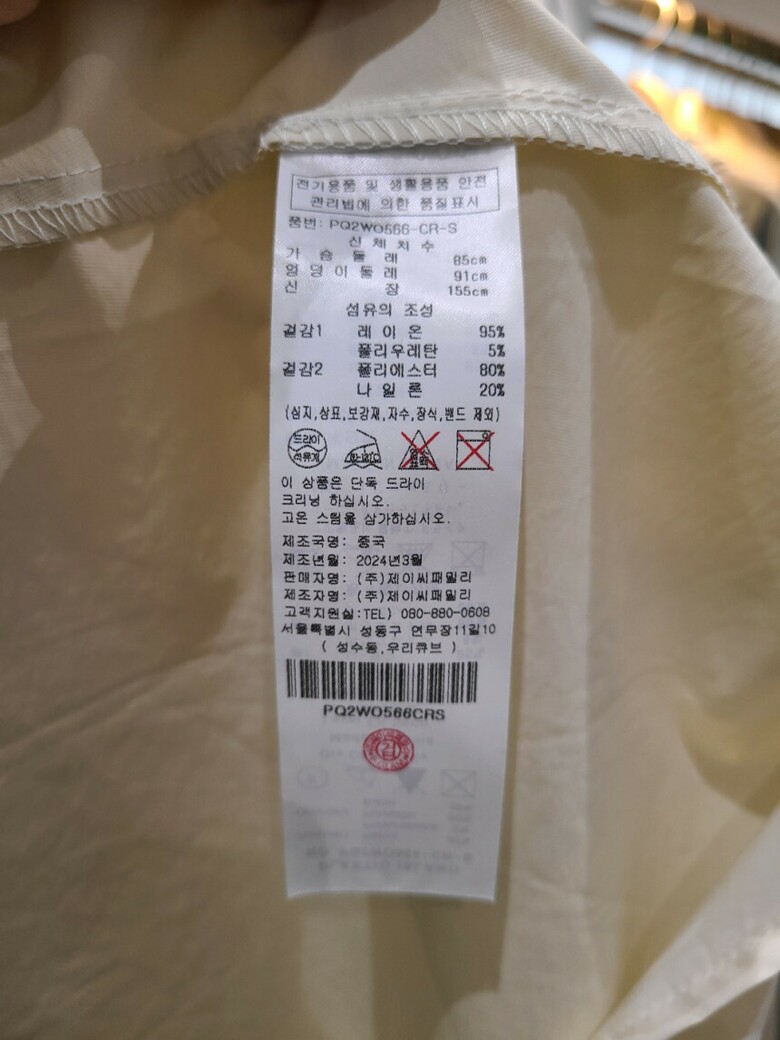 전기용품 및 생활용품 안전
관리법에 의한 품질표시
품번: PQ2WO566-CR-S
신 체 치 수
가 슴 둘 레 85cm
엉 덩 이 둘 레 91cm
신 장 155cm
섬유의 조성
겉감1 레 이 온 95%
폴리우레탄 5%
겉감2 폴리에스터 80%
나 일 론 20%
(심지,상표,보강재,자수,장식,밴드 제외)
드라이
석유계
이 상품은 단독 드라이
크리닝 하십시오.
고온 스팀을 삼가하십시오.
제조국명: 중국
제조년월: 2024년3월
판매자명: (주)제이씨패밀리
제조자명: (주)제이씨패밀리
고객지원실:TEL) 080-880-0608
서울특별시 성동구 연무장11길10
( 성수동,우리큐브 )
PQ2WO566CRS
검